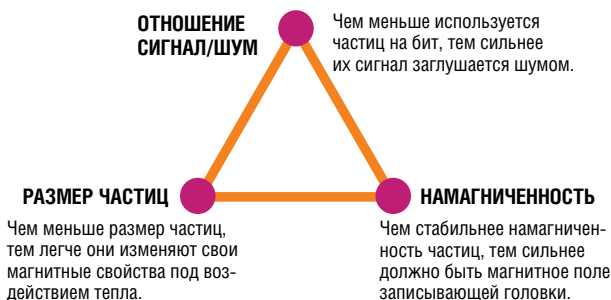 ОТНОШЕНИЕ
СИГНАЛ/ШУМ
Чем меньше используется
частиц на бит, тем сильнее
их сигнал заглушается шумом.
РАЗМЕР ЧАСТИЦ
Чем меньше размер частиц,
тем легче они изменяют свои
магнитные свойства под воз-
действием тепла.
НАМАГНИЧЕННОСТЬ
Чем стабильнее намагничен-
ность частиц, тем сильнее
должно быть магнитное поле
записывающей головки.